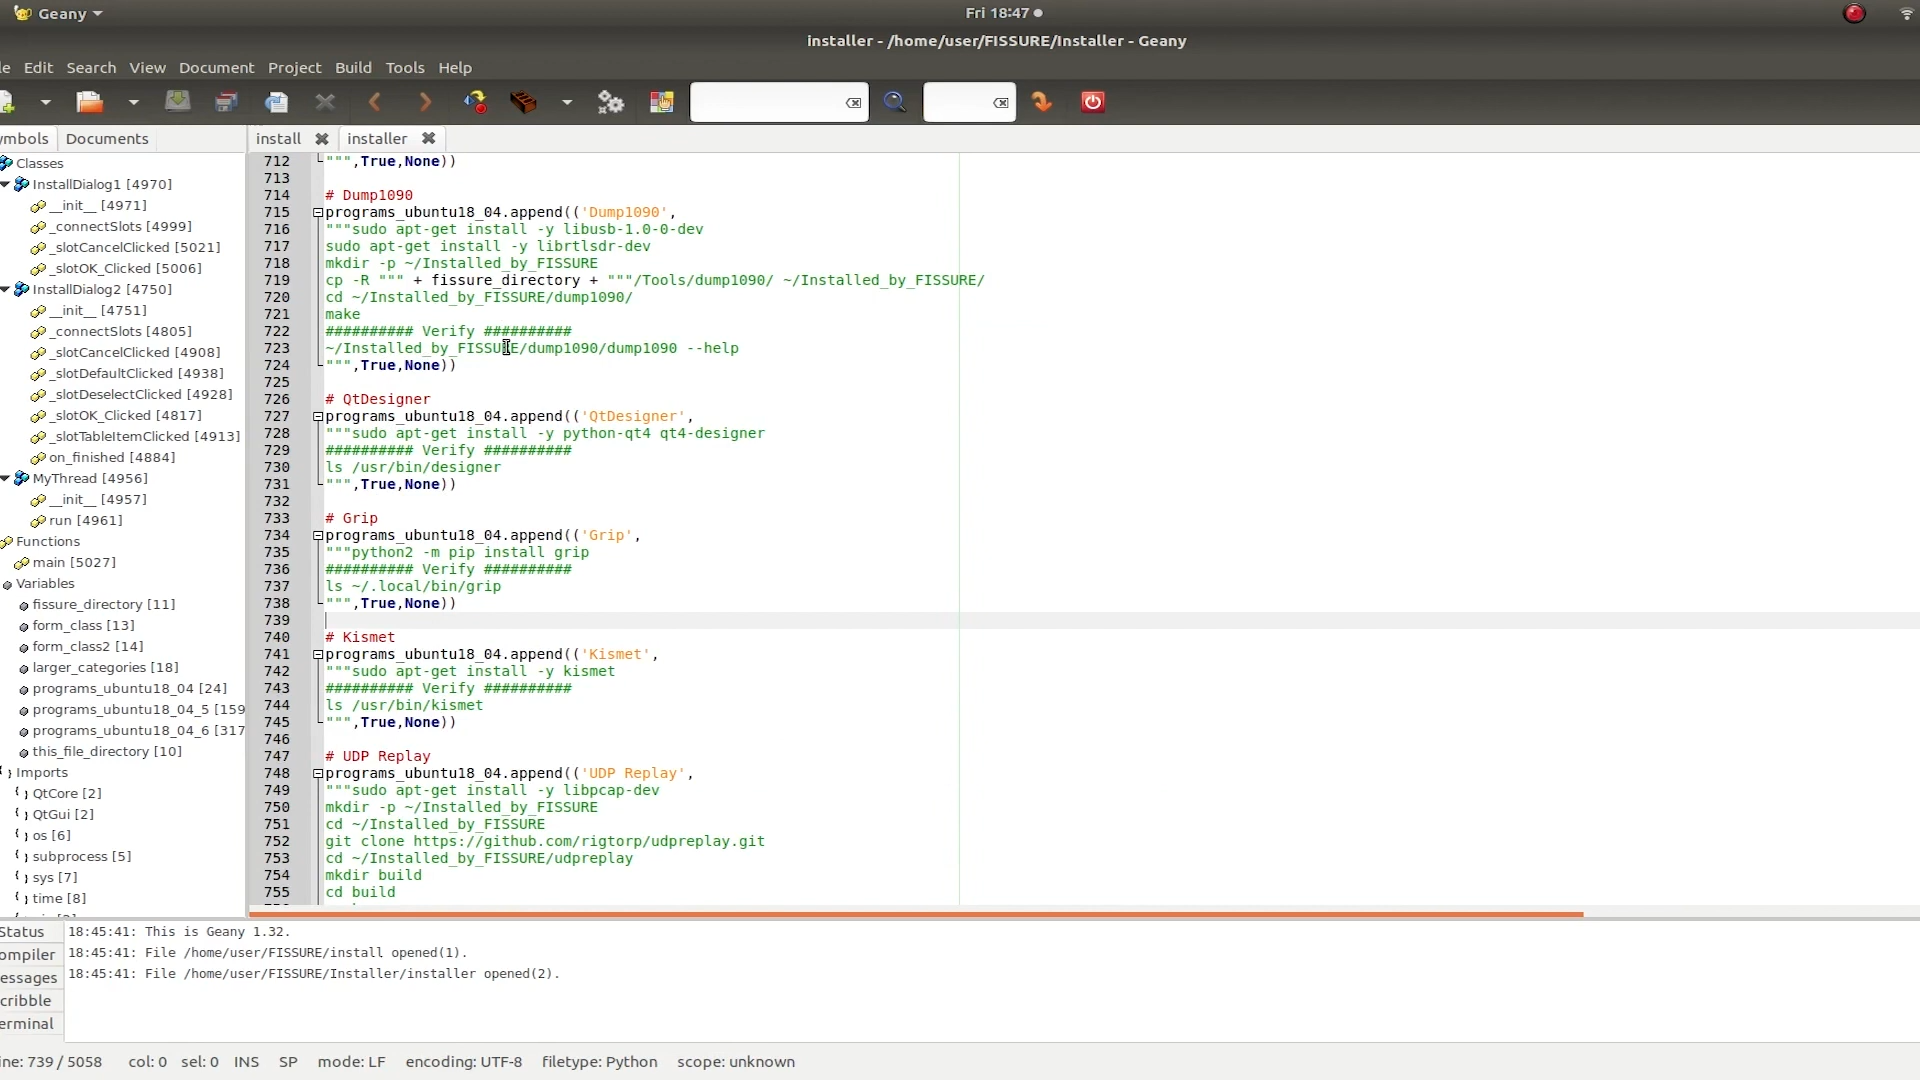 Geany
Fri 18:47
installer - /home/user/FISSURE/Installer - Geany
le Edit Search View Document Project Build Tools Help
mbols Documents
install installer
Classes
InstallDialog1 [4970]
__init__ [4971]
_connectSlots [4999]
_slotCancelClicked [5021]
_slotOK_Clicked [5006]
InstallDialog2 [4750]
__init__ [4751]
_connectSlots [4805]
_slotCancelClicked [4908]
_slotDefaultClicked [4938]
_slotDeselectClicked [4928]
_slotOK_Clicked [4817]
_slotTableItemClicked [4913]
on_finished [4884]
MyThread [4956]
__init__ [4957]
run [4961]
Functions
main [5027]
Variables
fissure_directory [11]
form_class [13]
form_class2 [14]
larger_categories [18]
programs_ubuntu18_04 [24]
programs_ubuntu18_04_5 [159
programs_ubuntu18_04_6 [317
this_file_directory [10]
Imports
QtCore [2]
QtGui [2]
os [6]
subprocess [5]
sys [7]
time [8]
712 """,True,None))
713
714 # Dump1090
715 programs_ubuntu18_04.append(('Dump1090',
716 """sudo apt-get install -y libusb-1.0-0-dev
717 sudo apt-get install -y librtlsdr-dev
718 mkdir -p ~/Installed_by_FISSURE
719 cp -R """ + fissure_directory + """/Tools/dump1090/ ~/Installed_by_FISSURE/
720 cd ~/Installed_by_FISSURE/dump1090/
721 make
722 ########## Verify ##########
723 ~/Installed_by_FISSURE/dump1090/dump1090 --help
724 """,True,None))
725
726 # QtDesigner
727 programs_ubuntu18_04.append(('QtDesigner',
728 """sudo apt-get install -y python-qt4 qt4-designer
729 ########## Verify ##########
730 ls /usr/bin/designer
731 """,True,None))
732
733 # Grip
734 programs_ubuntu18_04.append(('Grip',
735 """python2 -m pip install grip
736 ########## Verify ##########
737 ls ~/.local/bin/grip
738 """,True,None))
739
740 # Kismet
741 programs_ubuntu18_04.append(('Kismet',
742 """sudo apt-get install -y kismet
743 ########## Verify ##########
744 ls /usr/bin/kismet
745 """,True,None))
746
747 # UDP Replay
748 programs_ubuntu18_04.append(('UDP Replay',
749 """sudo apt-get install -y libpcap-dev
750 mkdir -p ~/Installed_by_FISSURE
751 cd ~/Installed_by_FISSURE
752 git clone https://github.com/rigtorp/udpreplay.git
753 cd ~/Installed_by_FISSURE/udpreplay
754 mkdir build
755 cd build
Status
ompiler
essages
cribble
erminal
18:45:41: This is Geany 1.32.
18:45:41: File /home/user/FISSURE/install opened(1).
18:45:41: File /home/user/FISSURE/Installer/installer opened(2).
ine: 739 / 5058 col: 0 sel: 0 INS SP mode: LF encoding: UTF-8 filetype: Python scope: unknown